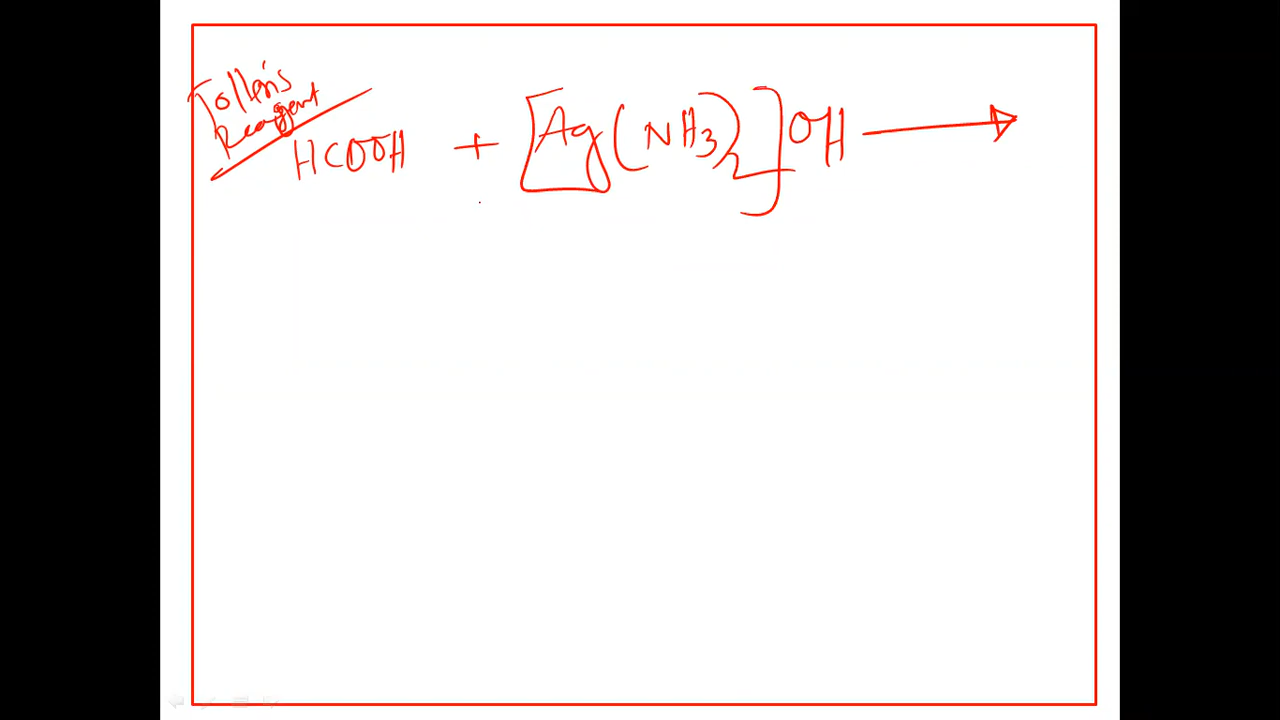 Tollen's
Reagent
HCOOH + [Ag(NH3)2]OH ⟶